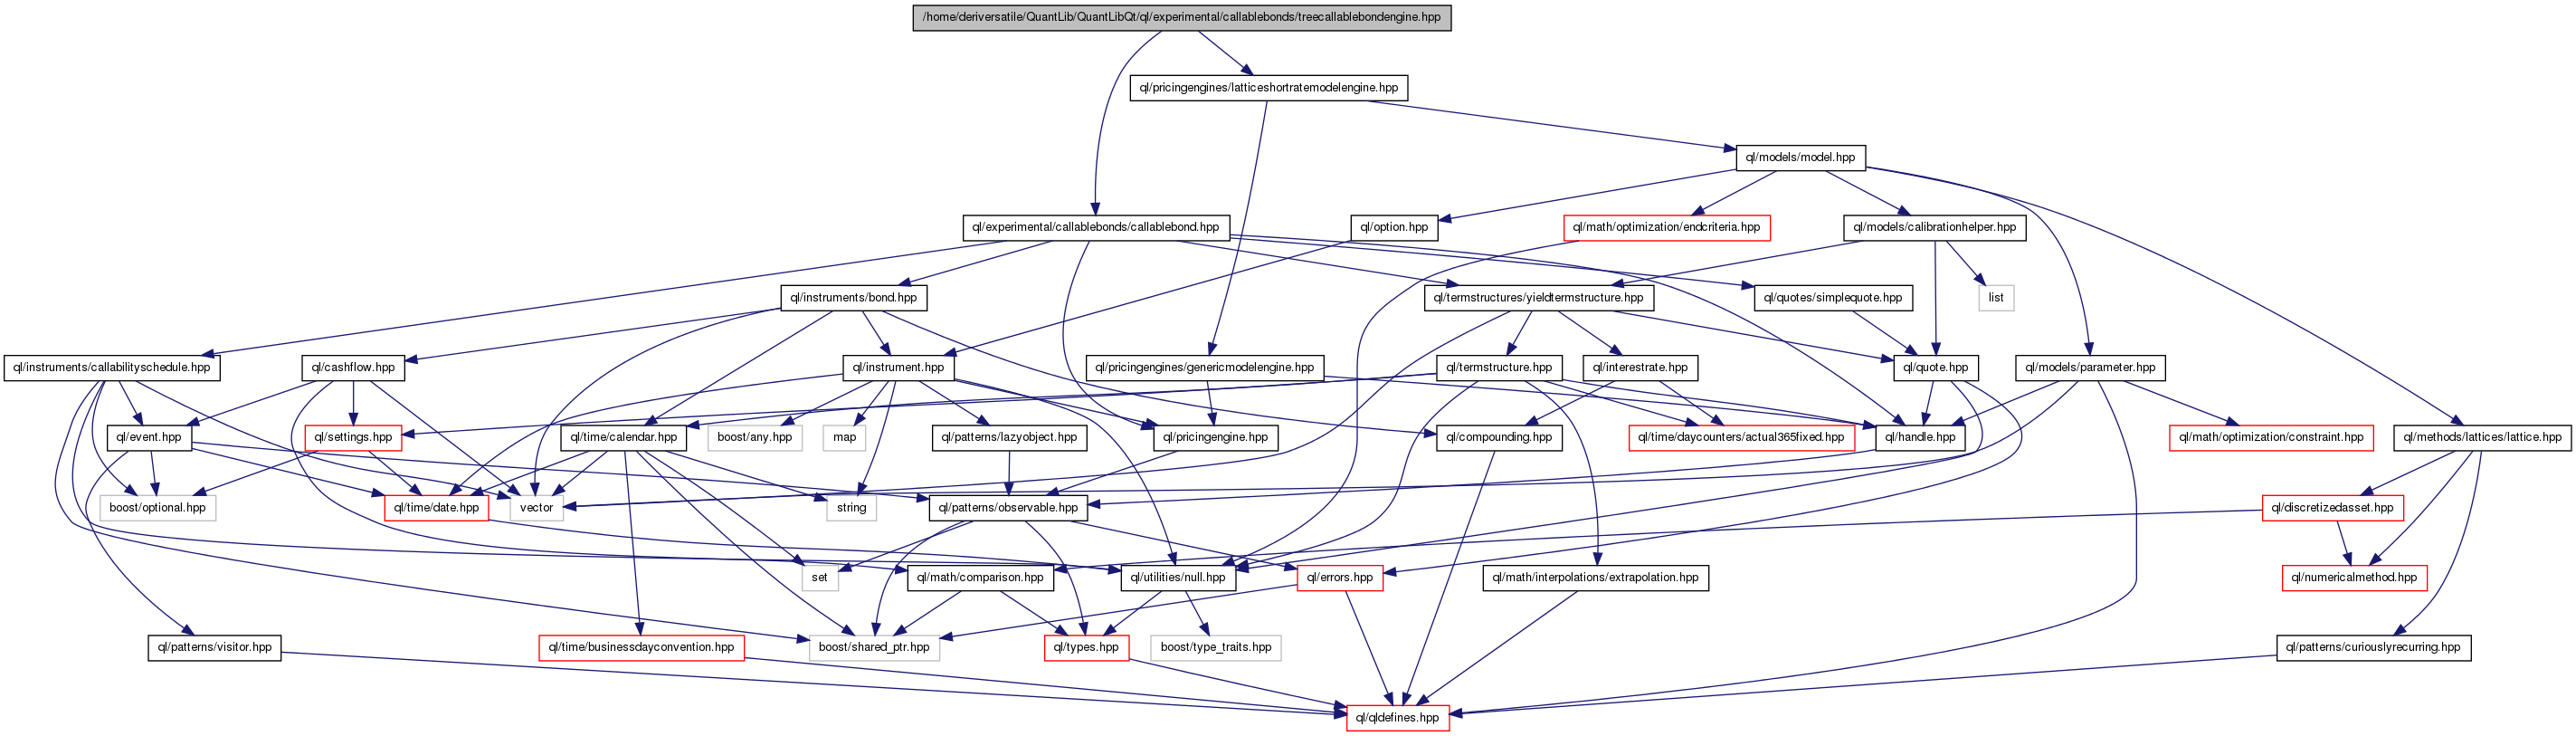 /home/deriversatile/QuantLib/QuantLibQt/ql/experimental/callablebonds/treecallablebondengine.hpp
ql/pricingengines/latticeshortratemodelengine.hpp
ql/models/model.hpp
ql/experimental/callablebonds/callablebond.hpp
ql/option.hpp
ql/math/optimization/endcriteria.hpp
ql/models/calibrationhelper.hpp
ql/instruments/bond.hpp
ql/termstructures/yieldtermstructure.hpp
ql/quotes/simplequote.hpp
list
ql/instruments/callabilityschedule.hpp
ql/cashflow.hpp
ql/instrument.hpp
ql/pricingengines/genericmodelengine.hpp
ql/termstructure.hpp
ql/interestrate.hpp
ql/quote.hpp
ql/models/parameter.hpp
ql/event.hpp
ql/settings.hpp
ql/time/calendar.hpp
boost/any.hpp
map
ql/patterns/lazyobject.hpp
ql/pricingengine.hpp
ql/compounding.hpp
ql/time/daycounters/actual365fixed.hpp
ql/handle.hpp
ql/math/optimization/constraint.hpp
ql/methods/lattices/lattice.hpp
boost/optional.hpp
ql/time/date.hpp
vector
string
ql/patterns/observable.hpp
ql/discretizedasset.hpp
set
ql/math/comparison.hpp
ql/utilities/null.hpp
ql/errors.hpp
ql/math/interpolations/extrapolation.hpp
ql/numericalmethod.hpp
ql/patterns/visitor.hpp
ql/time/businessdayconvention.hpp
boost/shared_ptr.hpp
ql/types.hpp
boost/type_traits.hpp
ql/patterns/curiouslyrecurring.hpp
ql/qldefines.hpp